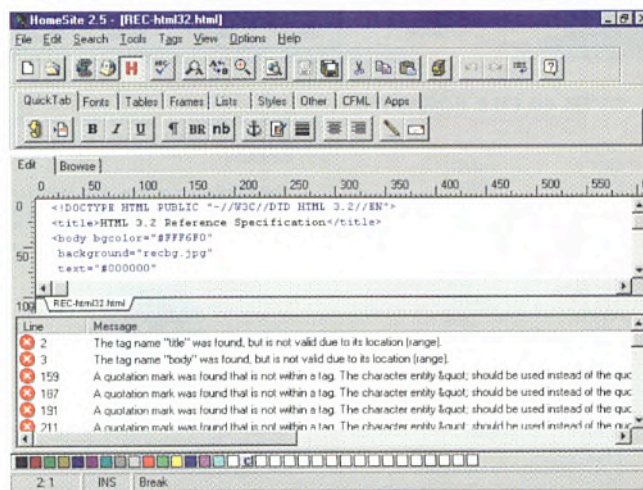 HomeSite 2.5 - [REC-html32.html]
File Edit Search Tools Tags View Options Help
QuickTab Fonts Tables Frames Lists Styles Other CFML Apps
B I U ¶ BR nb
Edit Browse
0 50 100 150 200 250 300 350 400 450 500 550
0 <!DOCTYPE HTML PUBLIC "-//W3C//DTD HTML 3.2//EN">
<title>HTML 3.2 Reference Specification</title>
<body bgcolor="#FFF6F0"
50 background="recbg.jpg"
text="#000000"
100 REC-html32.html
Line Message
2 The tag name "title" was found, but is not valid due to its location (range).
3 The tag name "body" was found, but is not valid due to its location (range).
159 A quotation mark was found that is not within a tag. The character entity &quot; should be used instead of the quc
187 A quotation mark was found that is not within a tag. The character entity &quot; should be used instead of the quc
191 A quotation mark was found that is not within a tag. The character entity &quot; should be used instead of the quc
211 A quotation mark was found that is not within a tag. The character entity &quot; should be used instead of the quc
2:1 INS Break